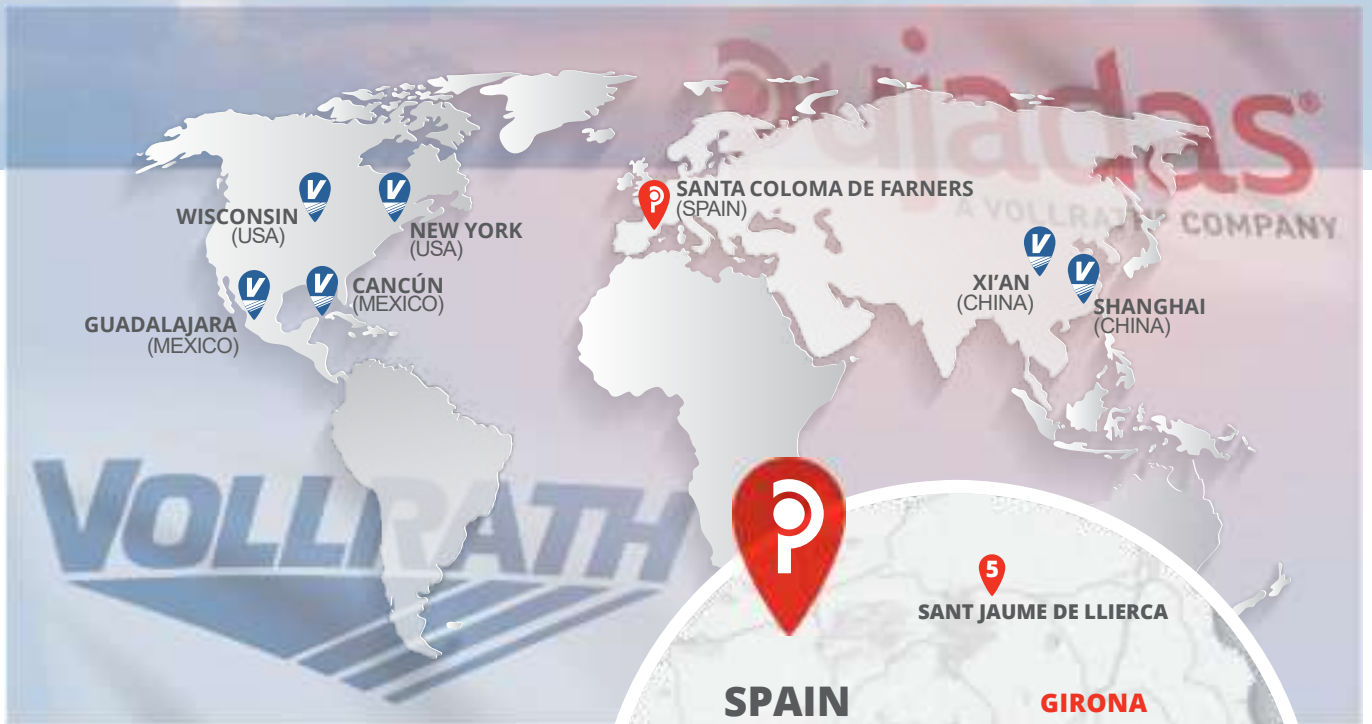 Pujadas®
A VOLLRATH® COMPANY
V
V
WISCONSIN
(USA)
NEW YORK
(USA)
SANTA COLOMA DE FARNERS
(SPAIN)
V
V
XI'AN
(CHINA)
SHANGHAI
(CHINA)
V
V
CANCÚN
(MEXICO)
GUADALAJARA
(MEXICO)
VOLLRATH
P
5
SANT JAUME DE LLIERCA
SPAIN
GIRONA